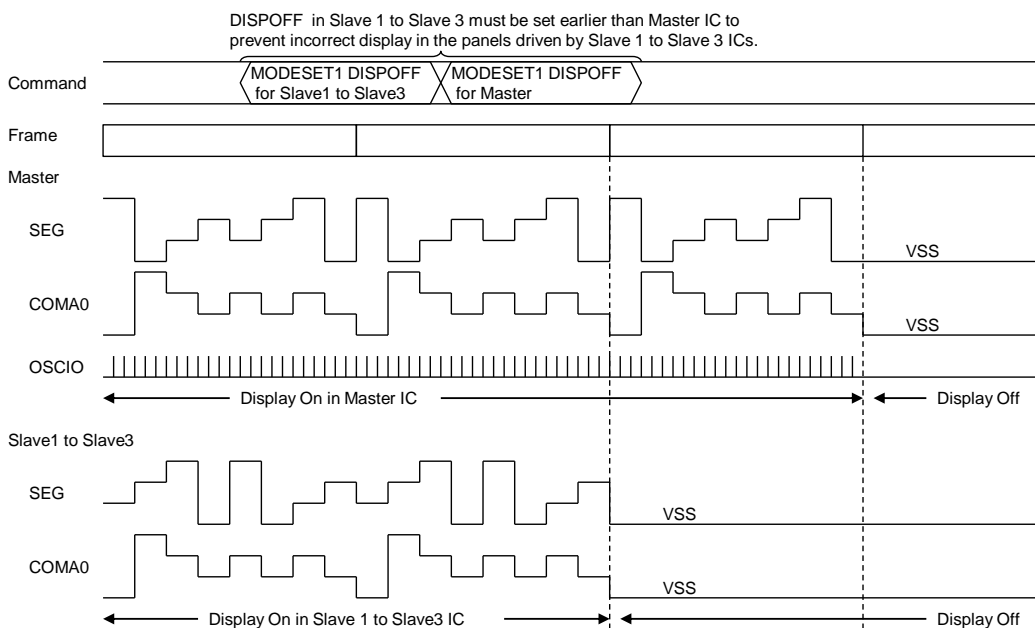 DISPOFF in Slave 1 to Slave 3 must be set earlier than Master IC to
prevent incorrect display in the panels driven by Slave 1 to Slave 3 ICs.
Command
MODESET1 DISPOFF
for Slave1 to Slave3
MODESET1 DISPOFF
for Master
Frame
Master
SEG
VSS
COMA0
VSS
OSCIO
Display On in Master IC
Display Off
Slave1 to Slave3
SEG
VSS
COMA0
VSS
Display On in Slave 1 to Slave3 IC
Display Off